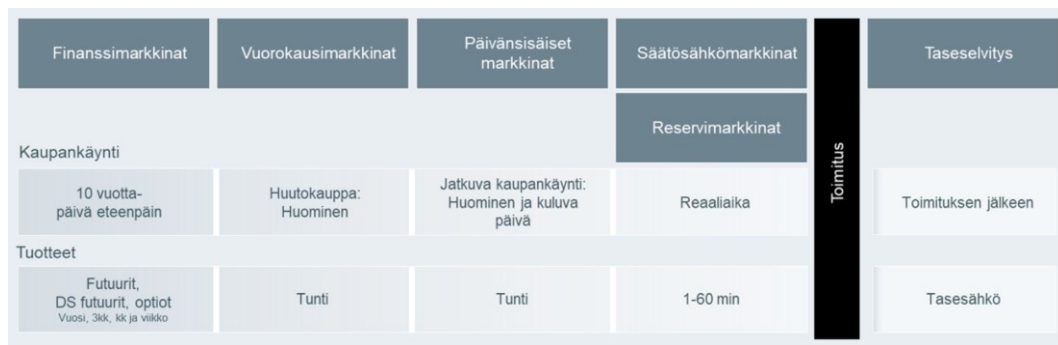 Finanssimarkkinat
Vuorokausimarkkinat
Päivänsisäiset
markkinat
Säätösähkömarkkinat
Taseselvitys
Reservimarkkinat
Toimitus
Kaupankäynti
10 vuotta-
päivä eteenpäin
Huutokauppa:
Huominen
Jatkuva kaupankäynti:
Huominen ja kuluva
päivä
Reaaliaika
Toimituksen jälkeen
Tuotteet
Futuurit,
DS futuurit, optiot
Vuosi, 3kk, kk ja viikko
Tunti
Tunti
1-60 min
Tasesähkö